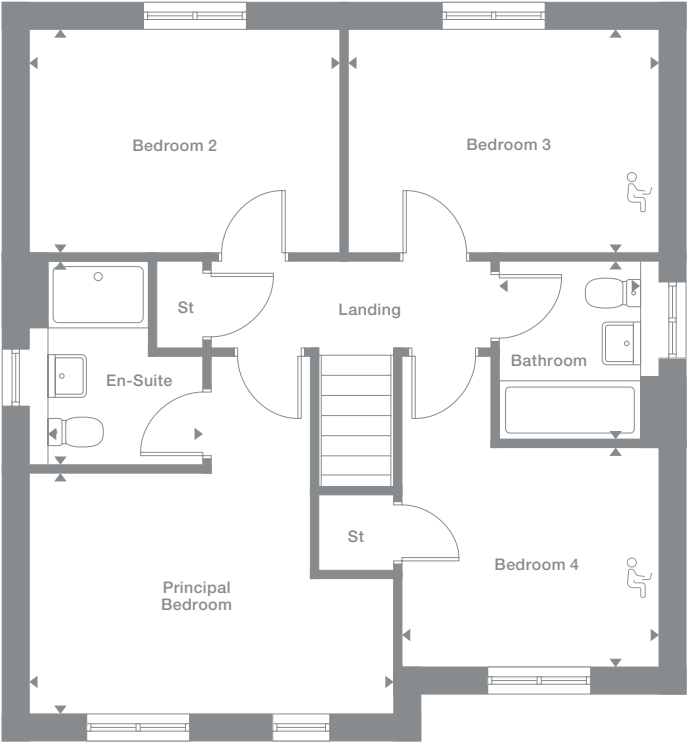 Bedroom 2
Bedroom 3
St
Landing
En-Suite
Bathroom
St
Bedroom 4
Principal
Bedroom